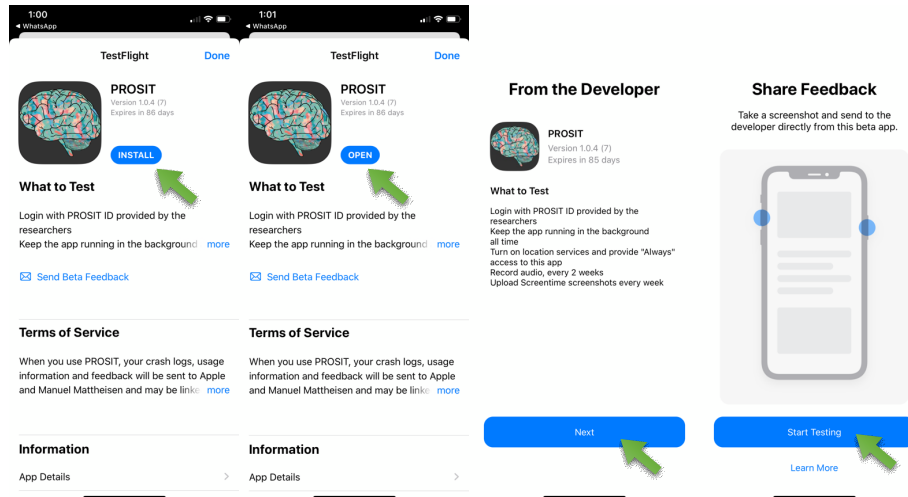 1:00
◀ WhatsApp
TestFlight
Done
PROSIT
Version 1.0.4 (7)
Expires in 86 days
INSTALL
What to Test
Login with PROSIT ID provided by the
researchers
Keep the app running in the background more
Send Beta Feedback
Terms of Service
When you use PROSIT, your crash logs, usage
information and feedback will be sent to Apple
and Manuel Mattheisen and may be linke more
Information
App Details
1:01
◀ WhatsApp
TestFlight
Done
PROSIT
Version 1.0.4 (7)
Expires in 86 days
OPEN
What to Test
Login with PROSIT ID provided by the
researchers
Keep the app running in the background more
Send Beta Feedback
Terms of Service
When you use PROSIT, your crash logs, usage
information and feedback will be sent to Apple
and Manuel Mattheisen and may be linke more
Information
App Details
From the Developer
PROSIT
Version 1.0.4 (7)
Expires in 85 days
What to Test
Login with PROSIT ID provided by the
researchers
Keep the app running in the background
all time
Turn on location services and provide "Always"
access to this app
Record audio, every 2 weeks
Upload Screentime screenshots every week
Next
Share Feedback
Take a screenshot and send to the
developer directly from this beta app.
Start Testing
Learn More